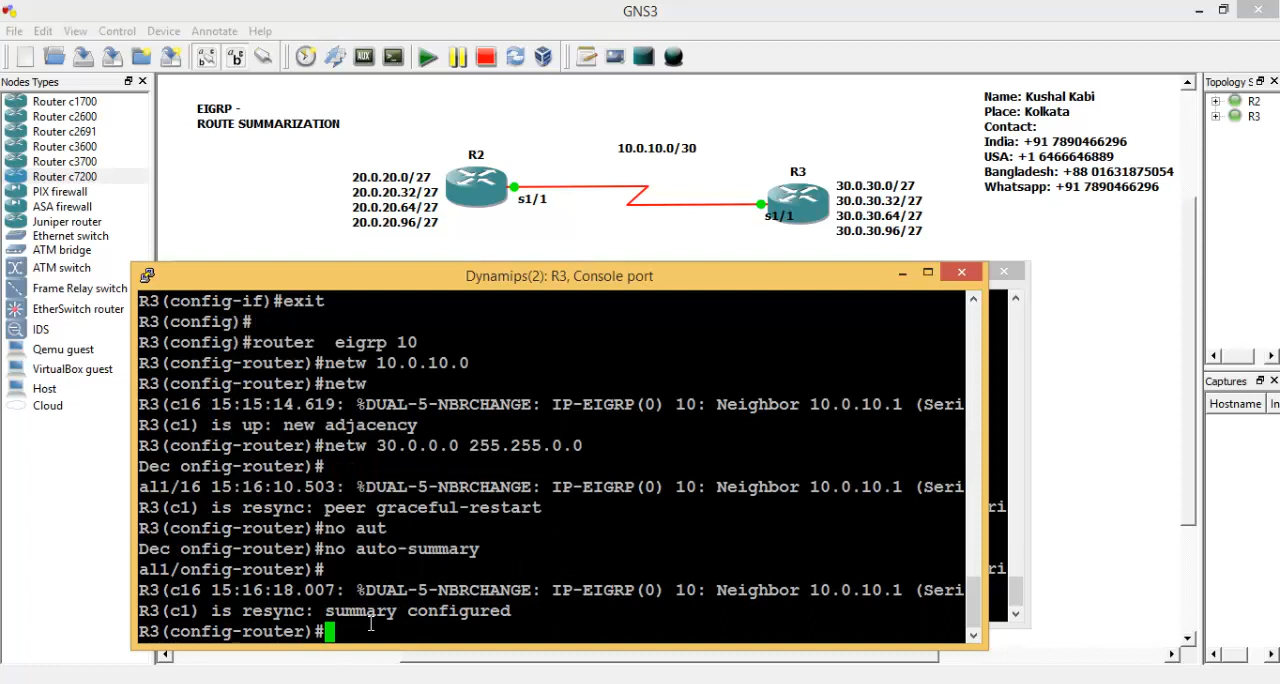 GNS3
File Edit View Control Device Annotate Help
Nodes Types
Router c1700
Router c2600
Router c2691
Router c3600
Router c3700
Router c7200
PIX firewall
ASA firewall
Juniper router
Ethernet switch
ATM bridge
ATM switch
Frame Relay switch
EtherSwitch router
IDS
Qemu guest
VirtualBox guest
Host
Cloud
EIGRP -
ROUTE SUMMARIZATION
R2
20.0.20.0/27
20.0.20.32/27
20.0.20.64/27
20.0.20.96/27
s1/1
10.0.10.0/30
R3
s1/1
30.0.30.0/27
30.0.30.32/27
30.0.30.64/27
30.0.30.96/27
Name: Kushal Kabi
Place: Kolkata
Contact:
India: +91 7890466296
USA: +1 6466646889
Bangladesh: +88 01631875054
Whatsapp: +91 7890466296
Topology S
R2
R3
Captures
Hostname In
Dynamips(2): R3, Console port
R3(config-if)#exit
R3(config)#
R3(config)#router  eigrp 10
R3(config-router)#netw 10.0.10.0
R3(config-router)#netw
R3(c16 15:15:14.619: %DUAL-5-NBRCHANGE: IP-EIGRP(0) 10: Neighbor 10.0.10.1 (Seri
R3(c1) is up: new adjacency
R3(config-router)#netw 30.0.0.0 255.255.0.0
Dec onfig-router)#
al1/16 15:16:10.503: %DUAL-5-NBRCHANGE: IP-EIGRP(0) 10: Neighbor 10.0.10.1 (Seri
R3(c1) is resync: peer graceful-restart
R3(config-router)#no aut
Dec onfig-router)#no auto-summary
al1/onfig-router)#
R3(c16 15:16:18.007: %DUAL-5-NBRCHANGE: IP-EIGRP(0) 10: Neighbor 10.0.10.1 (Seri
R3(c1) is resync: summary configured
R3(config-router)#
ri
ri